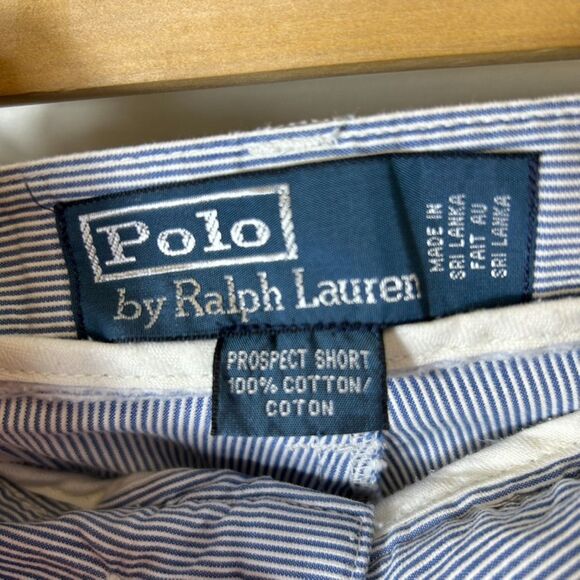 Polo
by Ralph Lauren
MADE IN
SRI LANKA
FAIT AU
SRI LANKA
PROSPECT SHORT
100% COTTON/
COTON